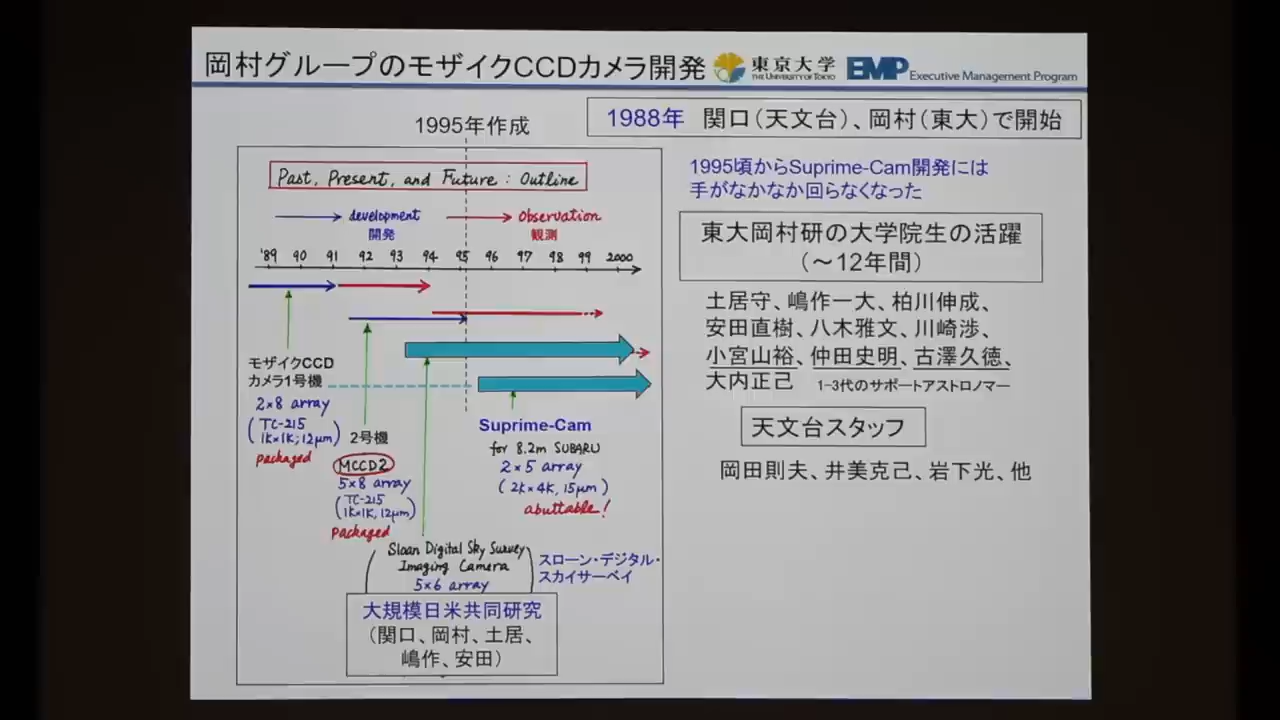 岡村グループのモザイクCCDカメラ開発
東京大学
THE UNIVERSITY OF TOKYO
EMP Executive Management Program
1995年作成
1988年 関口(天文台)、岡村(東大)で開始
Past, Present, and Future : Outline
development
開発
observation
観測
'89 90 91 92 93 94 95 96 97 98 99 2000
モザイクCCD
カメラ1号機
2×8 array
(TC-215
1K×1K, 12μm)
packaged
2号機
MCCD2
5×8 array
(TC-215
1K×1K, 12μm)
packaged
Suprime-Cam
for 8.2m SUBARU
2×5 array
(2K×4K, 15μm)
abuttable!
(Sloan Digital Sky Survey
Imaging Camera
5×6 array)
スローン・デジタル・
スカイサーベイ
大規模日米共同研究
(関口、岡村、土居、
嶋作、安田)
1995頃からSuprime-Cam開発には
手がなかなか回らなくなった
東大岡村研の大学院生の活躍
(~12年間)
土居守、嶋作一大、柏川伸成、
安田直樹、八木雅文、川崎渉、
小宮山裕、仲田史明、古澤久徳、
大内正己 1-3代のサポートアストロノマー
天文台スタッフ
岡田則夫、井美克己、岩下光、他